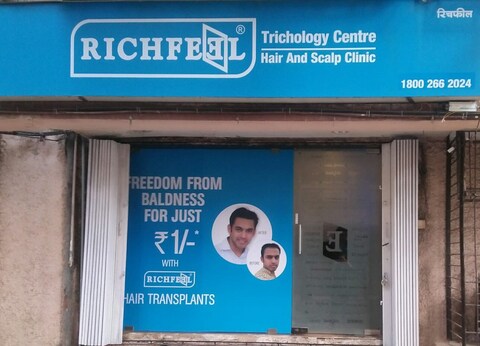 रिचफील
RICHFEEL®
Trichology Centre
Hair And Scalp Clinic
1800 266 2024
FREEDOM FROM
BALDNESS
FOR JUST
₹1/-*
WITH
RICHFEEL
HAIR TRANSPLANTS